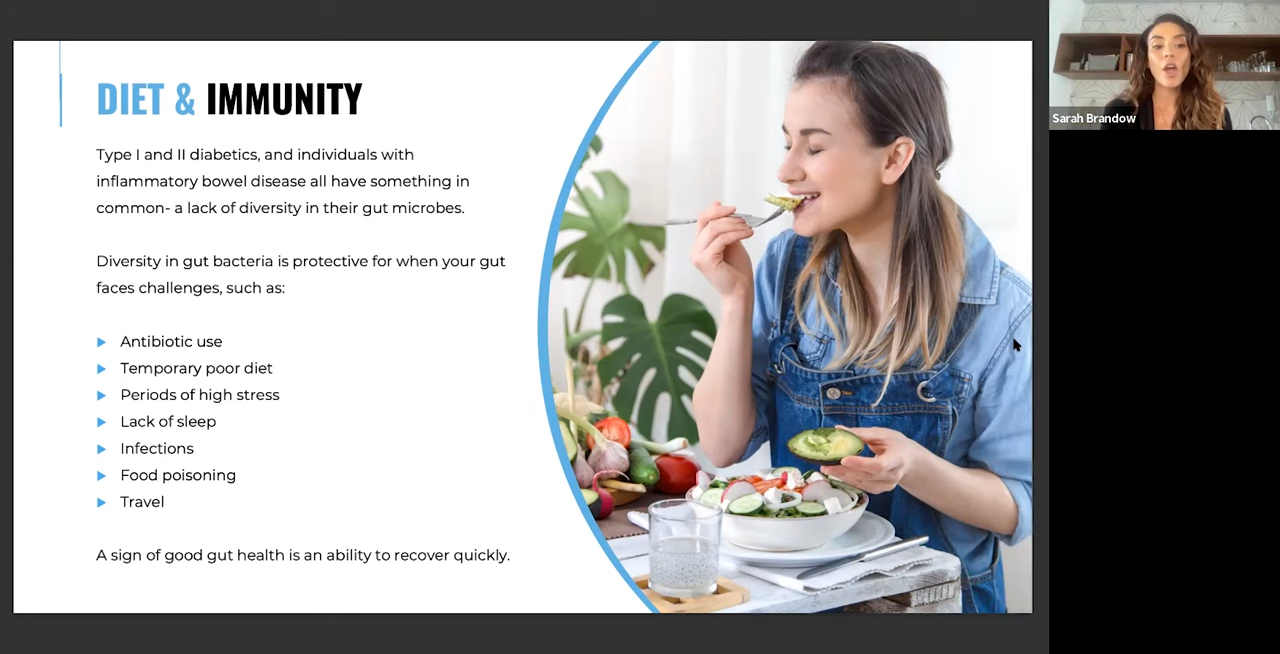 DIET & IMMUNITY
Type I and II diabetics, and individuals with
inflammatory bowel disease all have something in
common- a lack of diversity in their gut microbes.
Diversity in gut bacteria is protective for when your gut
faces challenges, such as:
Antibiotic use
Temporary poor diet
Periods of high stress
Lack of sleep
Infections
Food poisoning
Travel
A sign of good gut health is an ability to recover quickly.
Sarah Brandow